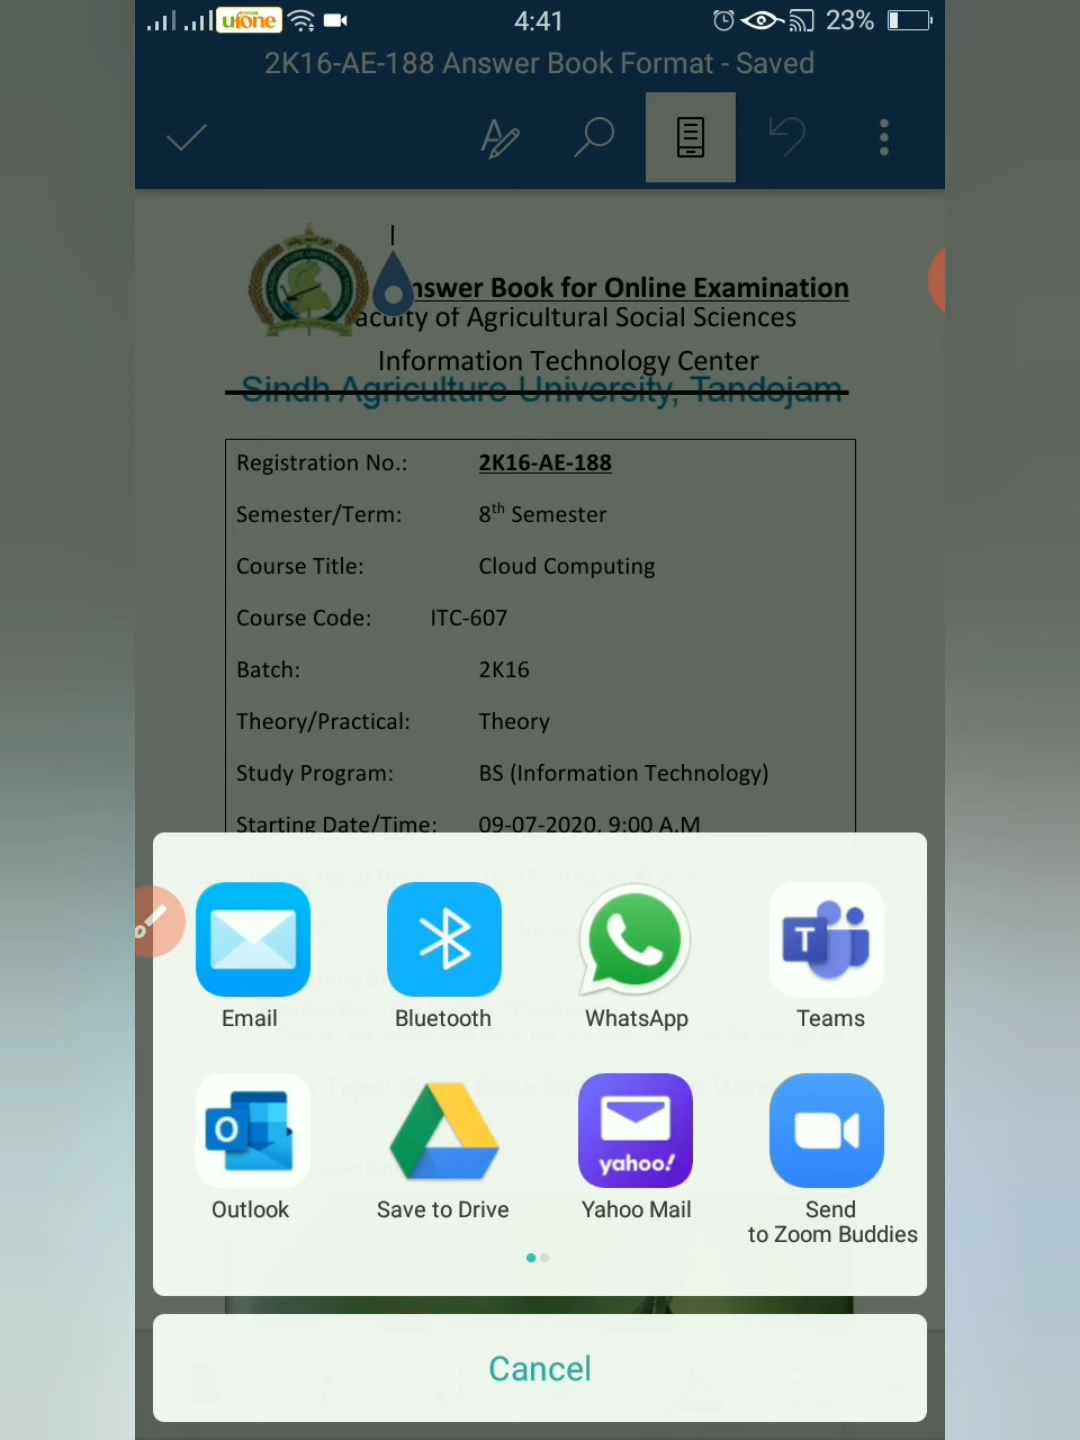 ufone 4:41 23%
2K16-AE-188 Answer Book Format - Saved
nswer Book for Online Examination
aculty of Agricultural Social Sciences
Information Technology Center
Sindh Agriculture University, Tandojam
Registration No.: 2K16-AE-188
Semester/Term: 8th Semester
Course Title: Cloud Computing
Course Code: ITC-607
Batch: 2K16
Theory/Practical: Theory
Study Program: BS (Information Technology)
Starting Date/Time: 09-07-2020, 9:00 A.M
Email Bluetooth WhatsApp Teams
Outlook Save to Drive Yahoo Mail Send
to Zoom Buddies
Cancel